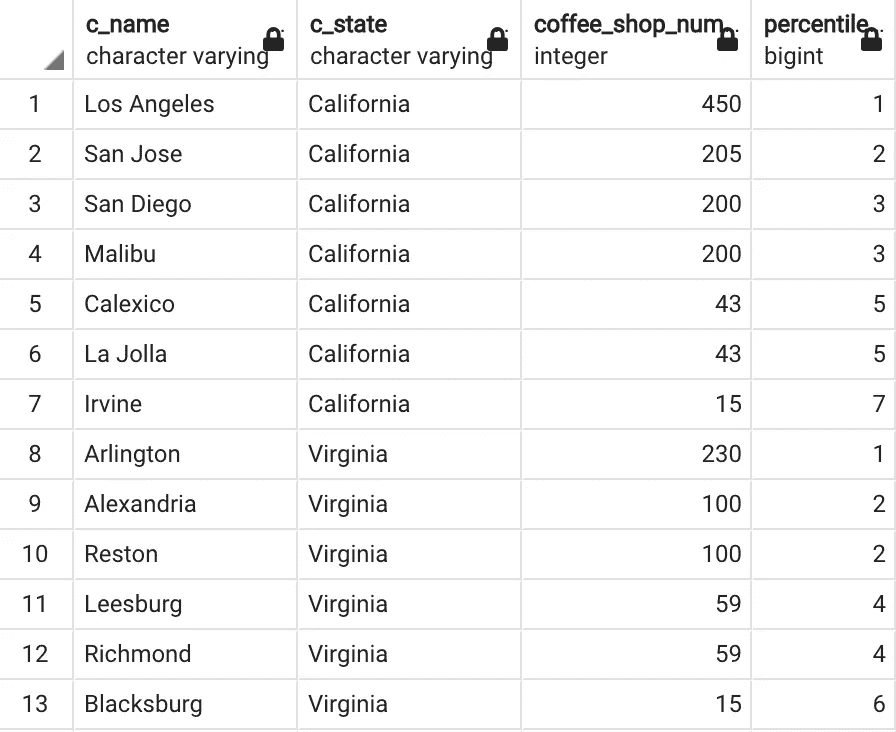 c_name c_state coffee_shop_num percentile
character varying character varying integer bigint
1 Los Angeles California 450 1
2 San Jose California 205 2
3 San Diego California 200 3
4 Malibu California 200 3
5 Calexico California 43 5
6 La Jolla California 43 5
7 Irvine California 15 7
8 Arlington Virginia 230 1
9 Alexandria Virginia 100 2
10 Reston Virginia 100 2
11 Leesburg Virginia 59 4
12 Richmond Virginia 59 4
13 Blacksburg Virginia 15 6